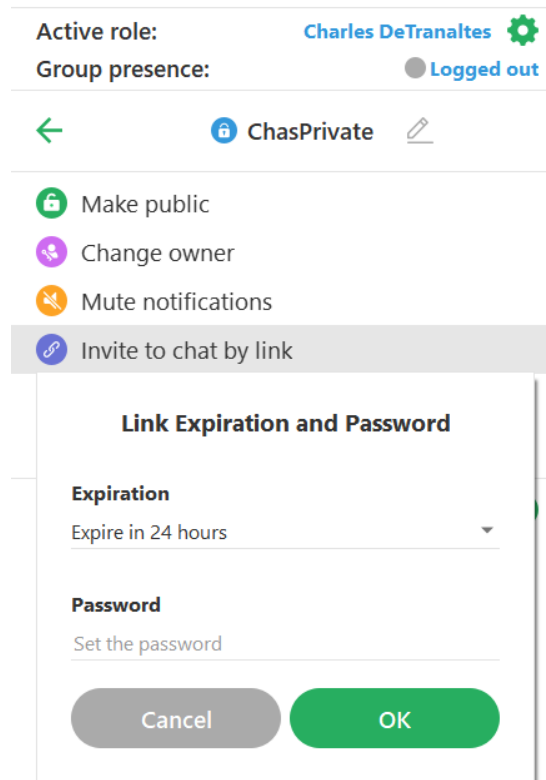 Active role: Charles DeTranaltes
Group presence: Logged out
ChasPrivate
Make public
Change owner
Mute notifications
Invite to chat by link
Link Expiration and Password
Expiration
Expire in 24 hours
Password
Set the password
Cancel OK